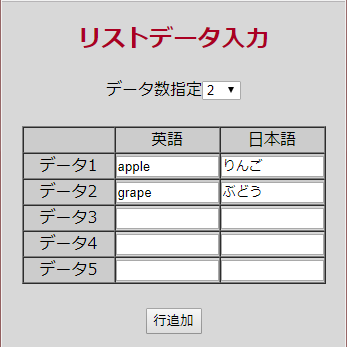 リストデータ入力
データ数指定 2
英語 日本語
データ1 apple りんご
データ2 grape ぶどう
データ3
データ4
データ5
行追加